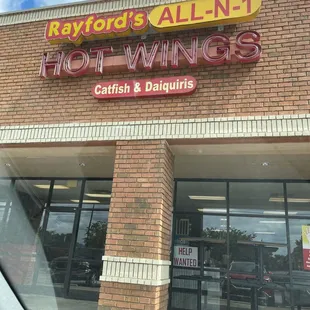 Rayford's ALL-N-1
HOT WINGS
Catfish & Daiquiris
HELP
WANTED